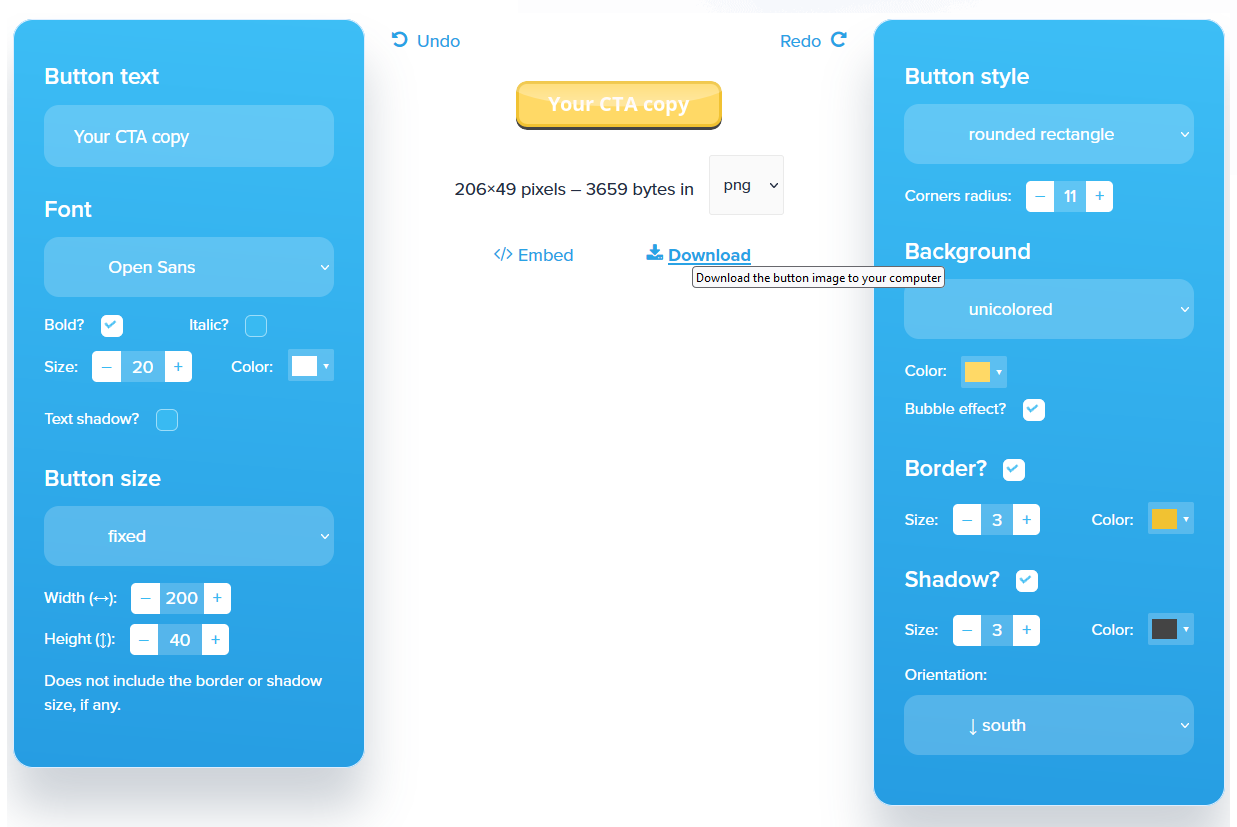 Button text
Your CTA copy
Font
Open Sans
Bold?
Italic?
Size: – 20 +
Color:
Text shadow?
Button size
fixed
Width (↔): – 200 +
Height (↕): – 40 +
Does not include the border or shadow
size, if any.
Undo
Redo
Your CTA copy
206×49 pixels – 3659 bytes in
png
</> Embed
Download
Download the button image to your computer
Button style
rounded rectangle
Corners radius: – 11 +
Background
unicolored
Color:
Bubble effect?
Border?
Size: – 3 +
Color:
Shadow?
Size: – 3 +
Color:
Orientation:
↓ south